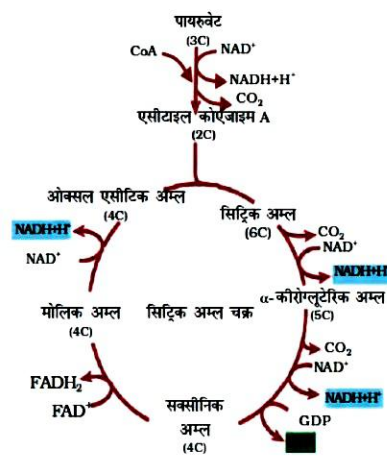 पायरुवेट
(3C)
CoA
NAD⁺
NADH+H⁺
CO₂
एसीटाइल कोएंजाइम A
(2C)
ओक्सल एसीटिक अम्ल
(4C)
सिट्रिक अम्ल
(6C)
NADH+H⁺
NAD⁺
CO₂
NAD⁺
NADH+H⁺
α-कीरोग्लूटेरिक अम्ल
(5C)
मोलिक अम्ल
(4C)
सिट्रिक अम्ल चक्र
CO₂
NAD⁺
NADH+H⁺
FADH₂
FAD⁺
GDP
सक्सीनिक
अम्ल
(4C)